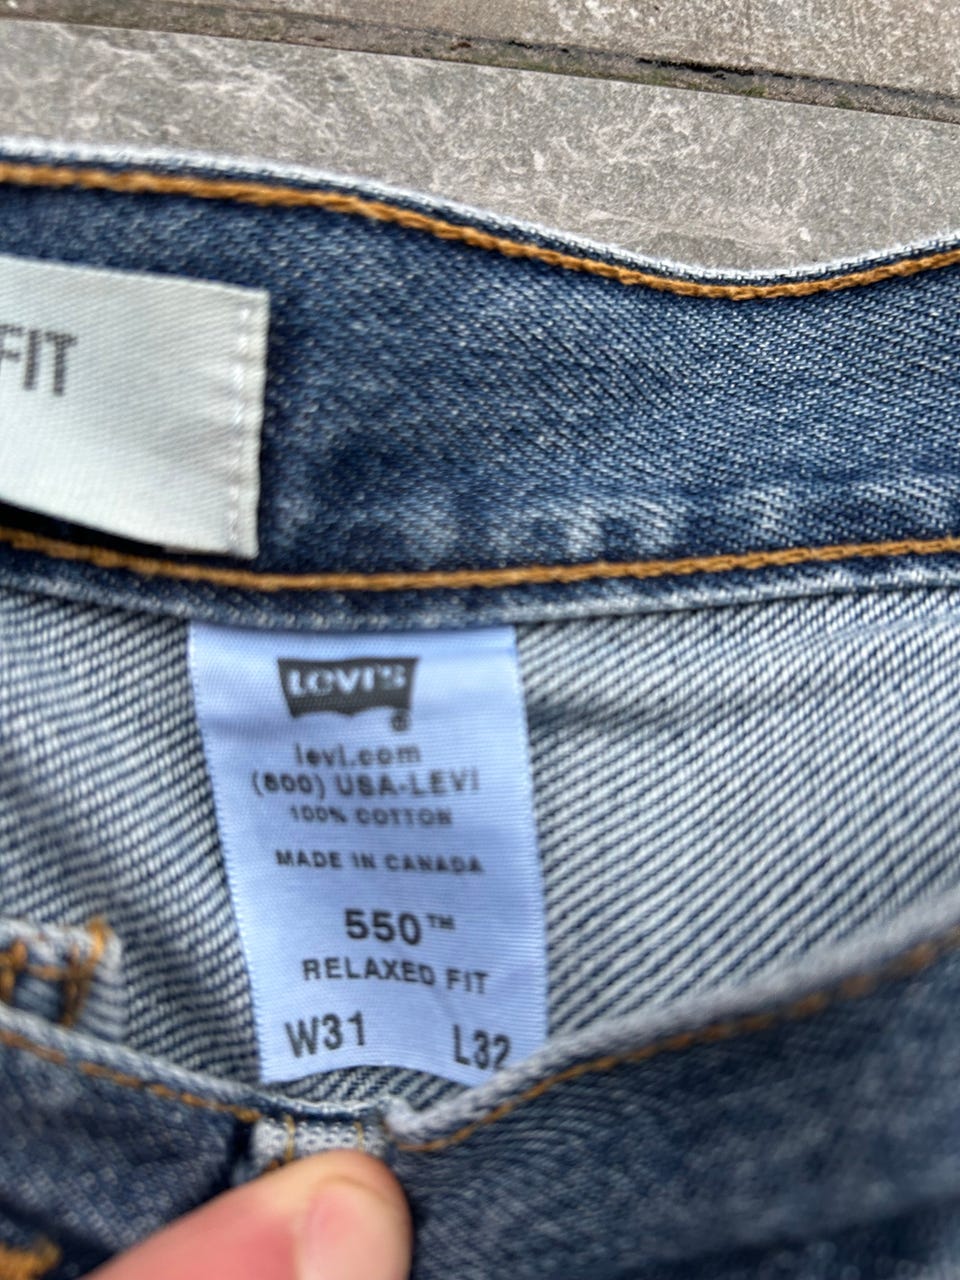 FIT
Levi's
®
levi.com
(800) USA-LEVI
100% COTTON
MADE IN CANADA
550™
RELAXED FIT
W31 L32